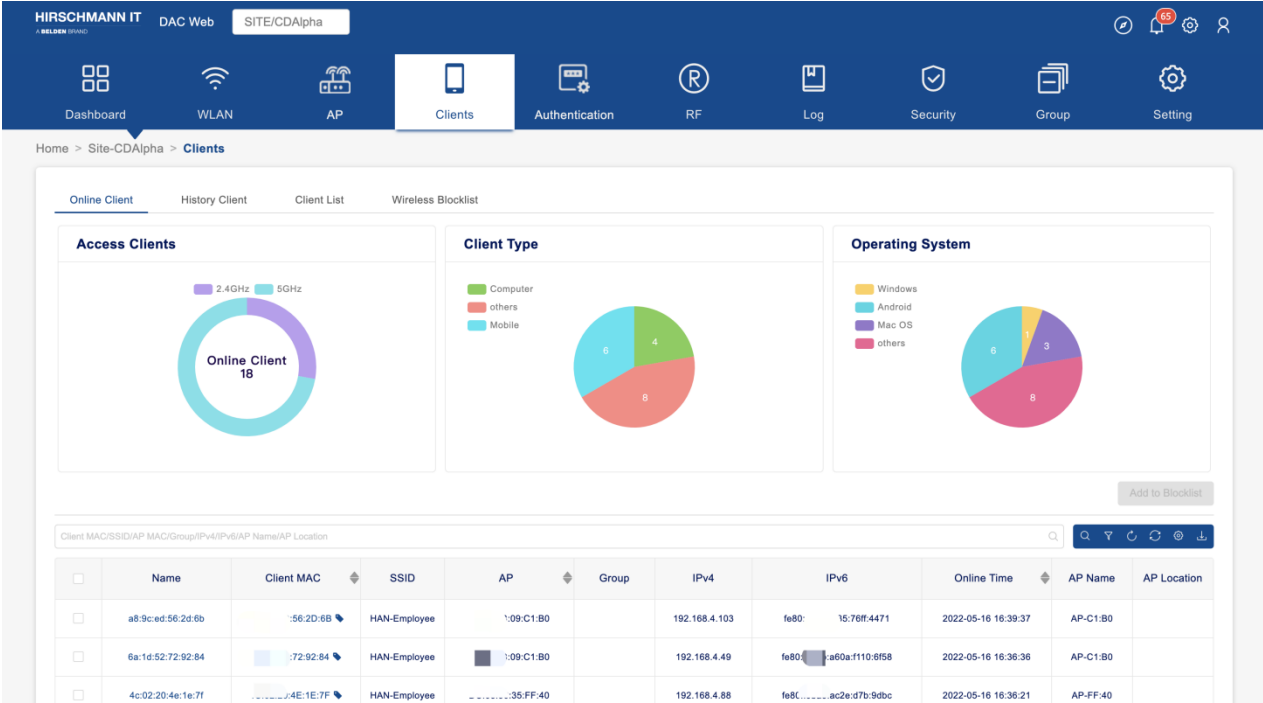 HIRSCHMANN IT
A BELDEN BRAND
DAC Web
SITE/CDAlpha
65
Dashboard
WLAN
AP
Clients
Authentication
RF
Log
Security
Group
Setting
Home > Site-CDAlpha > Clients
Online Client
History Client
Client List
Wireless Blocklist
Access Clients
2.4GHz 5GHz
Online Client
18
Client Type
Computer
others
Mobile
6
4
8
Operating System
Windows
Android
Mac OS
others
1
3
6
8
Add to Blocklist
Client MAC/SSID/AP MAC/Group/IPv4/IPv6/AP Name/AP Location
Name Client MAC SSID AP Group IPv4 IPv6 Online Time AP Name AP Location
a8:9c:ed:56:2d:6b :56:2D:6B HAN-Employee :09:C1:B0 192.168.4.103 fe80: 5:76ff:4471 2022-05-16 16:39:37 AP-C1:B0
6a:1d:52:72:92:84 :72:92:84 HAN-Employee :09:C1:B0 192.168.4.49 fe80: :a60a:f110:6f58 2022-05-16 16:36:36 AP-C1:B0
4c:02:20:4e:1e:7f :4E:1E:7F HAN-Employee :35:FF:40 192.168.4.88 fe80 .ac2e:d7b:9dbc 2022-05-16 16:36:21 AP-FF:40